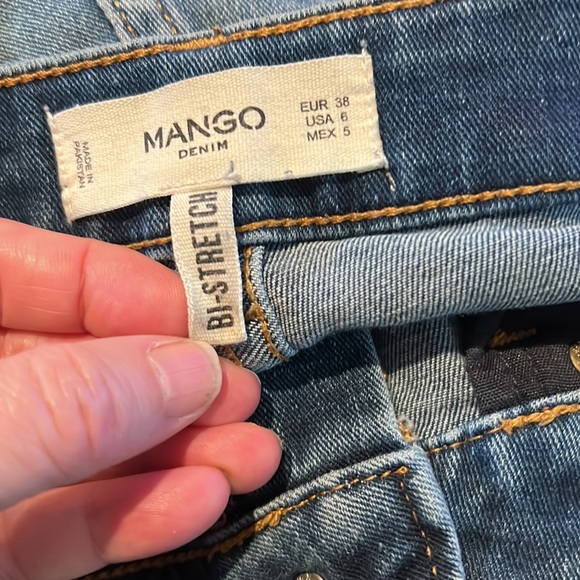 MANGO
DENIM
EUR 38
USA 6
MEX 5
MADE IN
PAKISTAN
BI-STRETCH